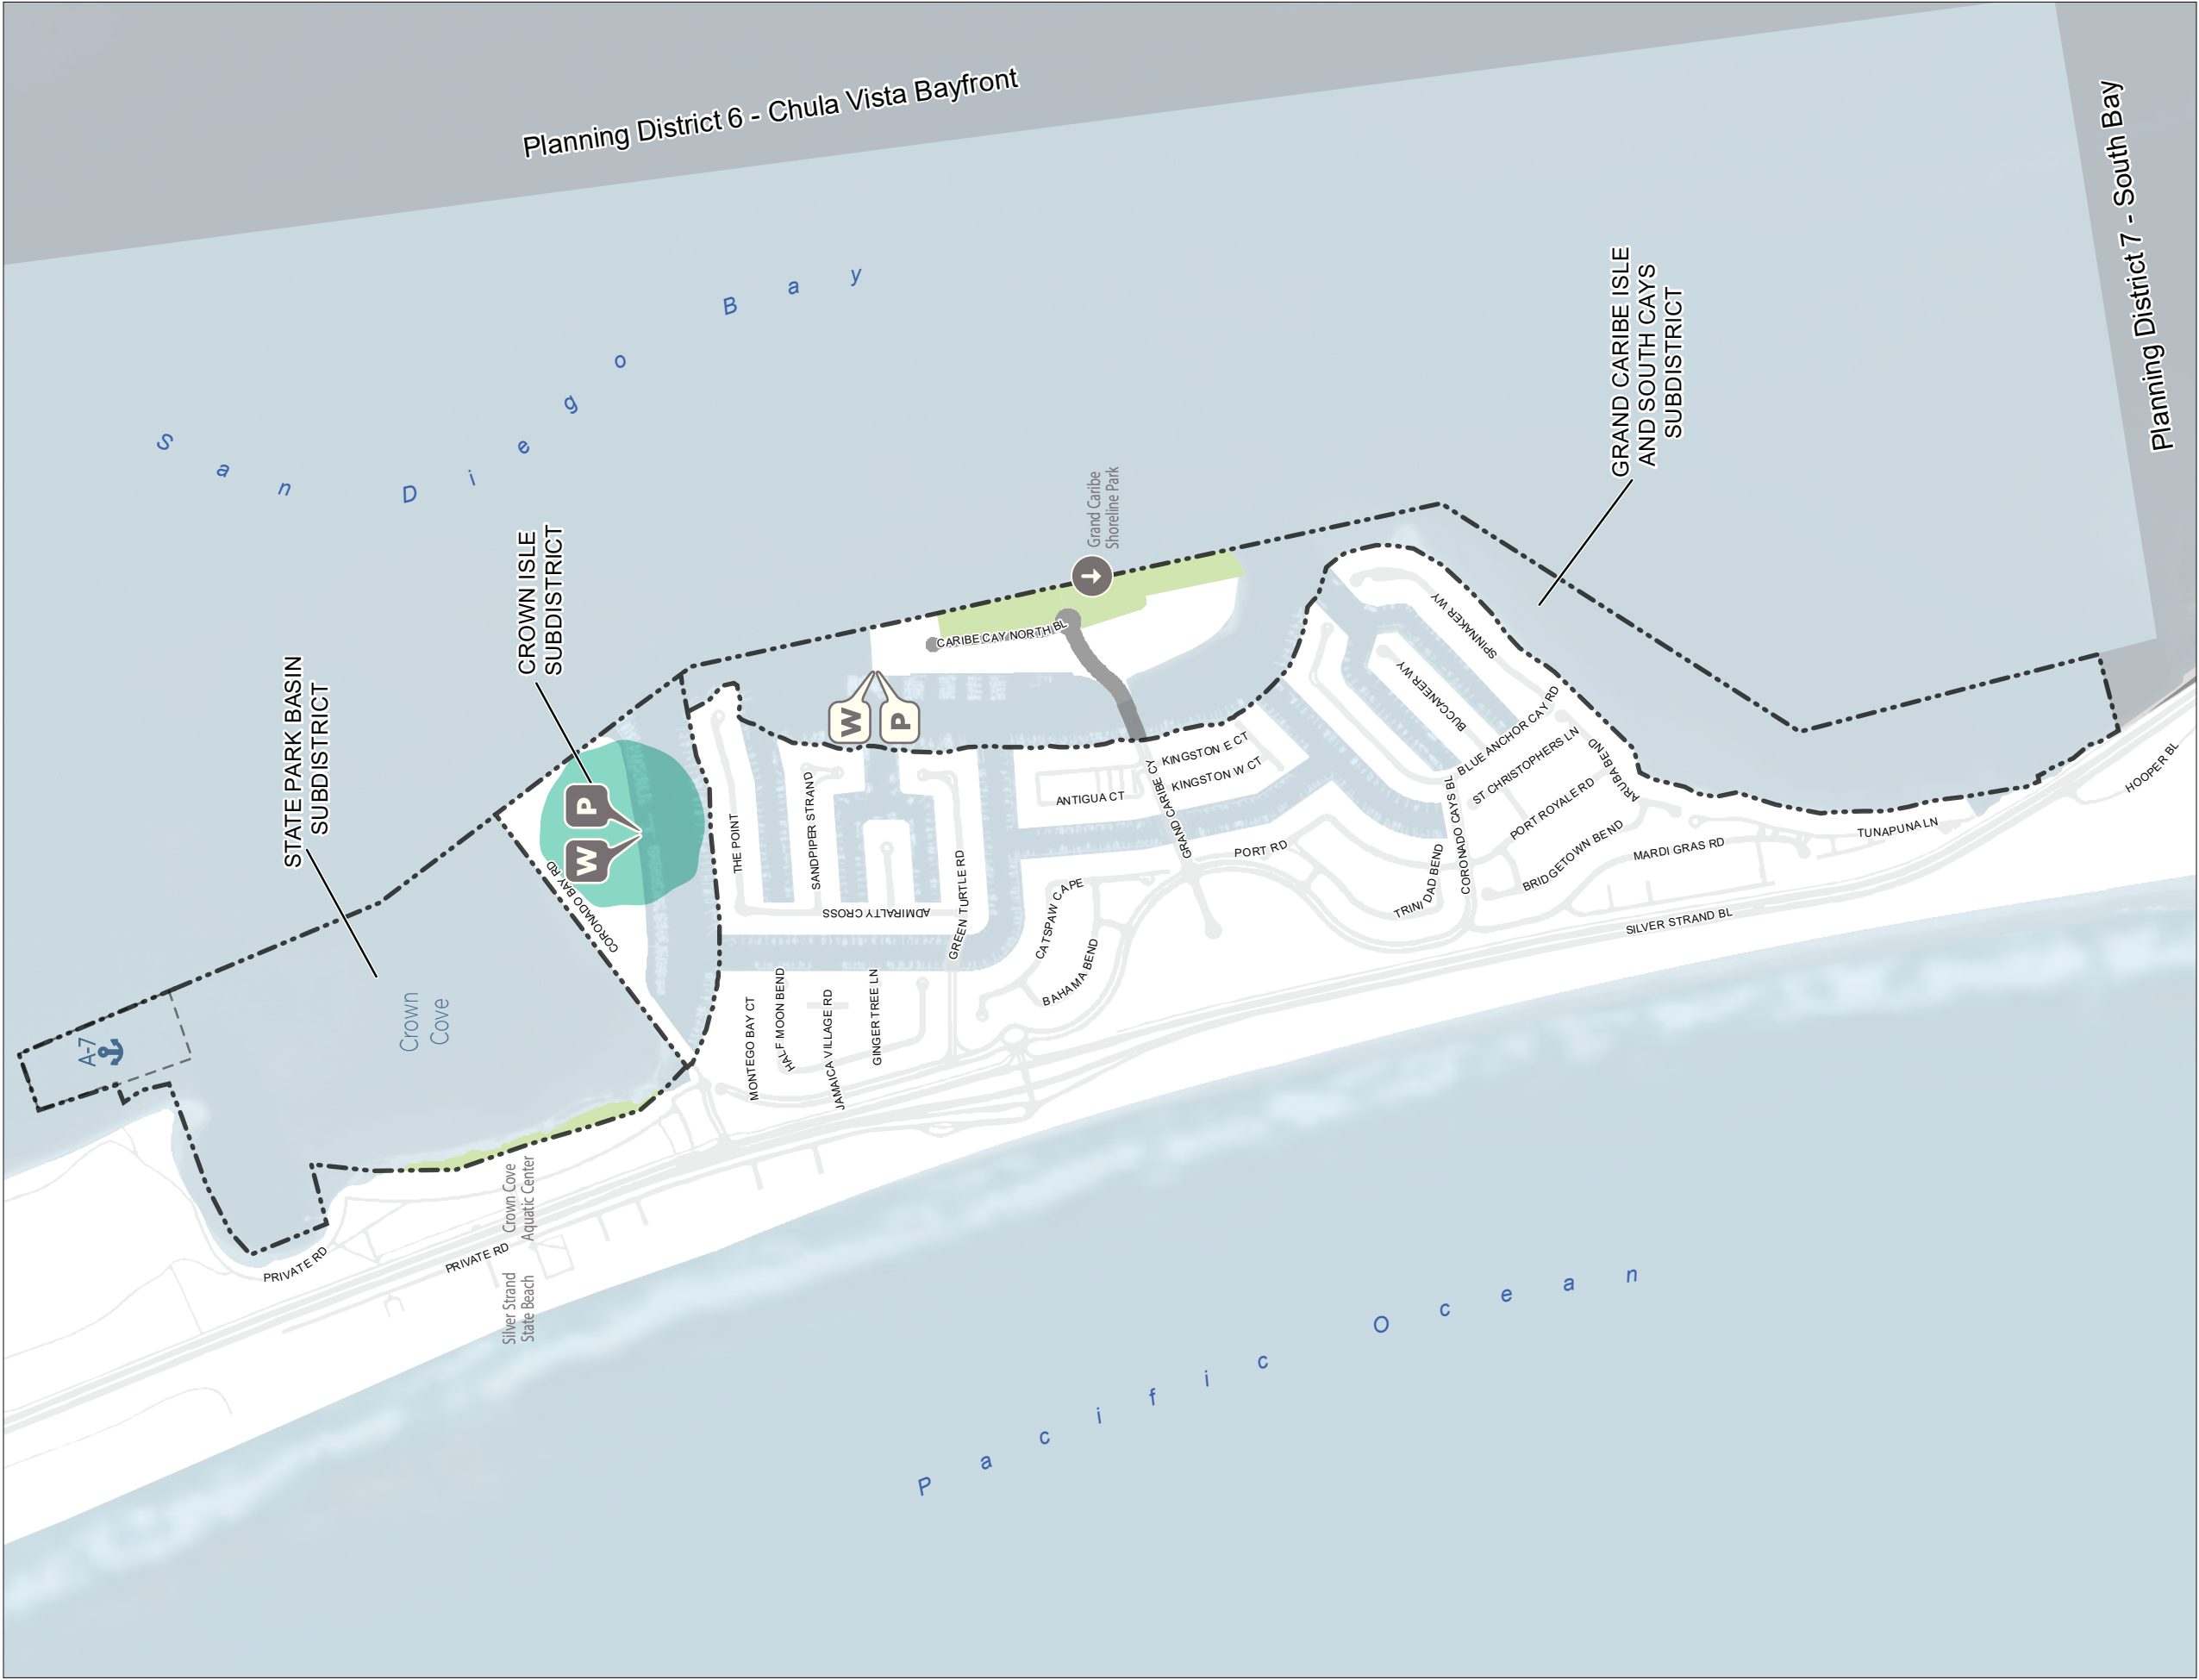 Planning District 6 - Chula Vista Bayfront
Planning District 7 - South Bay
San Diego Bay
GRAND CARIBE ISLE
AND SOUTH CAYS
SUBDISTRICT
CROWN ISLE
SUBDISTRICT
STATE PARK BASIN
SUBDISTRICT
Grand Caribe
Shoreline Park
CARIBE CAY NORTH BL
W
P
P
W
CORONADO BAY RD
THE POINT
SANDPIPER STRAND
ADMIRALTY CROSS
GREEN TURTLE RD
ANTIGUA CT
KINGSTON E CT
KINGSTON W CT
GRAND CARIBE CY
PORT RD
CATSPAW CAPE
BAHAMA BEND
SPINNAKER WY
BUCCANEER WY
BLUE ANCHOR CAY RD
ST CHRISTOPHERS LN
ARUBA BEND
PORT ROYALE RD
BRIDGETOWN BEND
CORONADO CAYS BL
TRINIDAD BEND
MARDI GRAS RD
TUNAPUNA LN
HOOPER BL
SILVER STRAND BL
MONTEGO BAY CT
HALF MOON BEND
JAMAICA VILLAGE RD
GINGER TREE LN
A-7
Crown
Cove
Crown Cove
Aquatic Center
Silver Strand
State Beach
PRIVATE RD
PRIVATE RD
Pacific Ocean